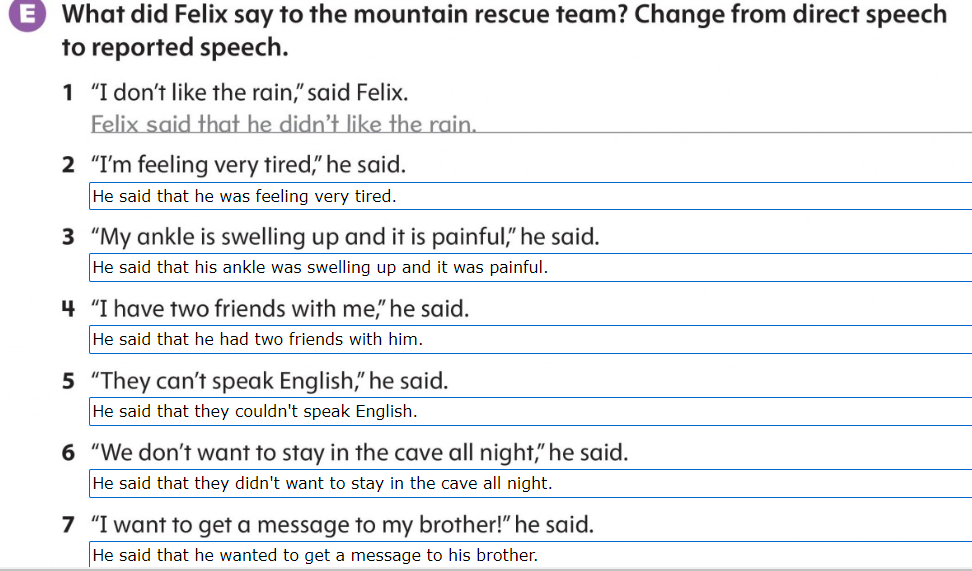 E What did Felix say to the mountain rescue team? Change from direct speech
to reported speech.
1 “I don’t like the rain,” said Felix.
Felix said that he didn’t like the rain.
2 “I’m feeling very tired,” he said.
He said that he was feeling very tired.
3 “My ankle is swelling up and it is painful,” he said.
He said that his ankle was swelling up and it was painful.
4 “I have two friends with me,” he said.
He said that he had two friends with him.
5 “They can’t speak English,” he said.
He said that they couldn't speak English.
6 “We don’t want to stay in the cave all night,” he said.
He said that they didn't want to stay in the cave all night.
7 “I want to get a message to my brother!” he said.
He said that he wanted to get a message to his brother.